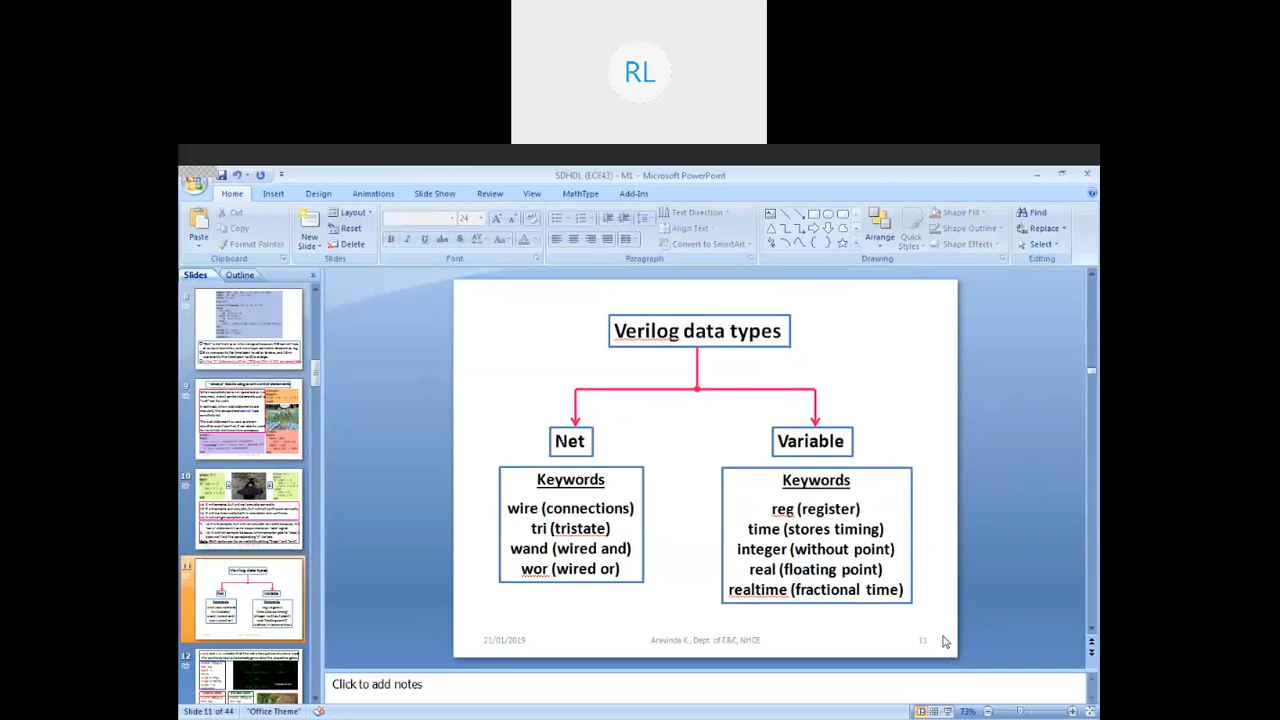 RL
SDHDL (ECE43) - M1 - Microsoft PowerPoint
Home Insert Design Animations Slide Show Review View MathType Add-Ins
Paste
Cut
Copy
Format Painter
Clipboard
New
Slide
Layout
Reset
Delete
Slides
24
Font
Text Direction
Align Text
Convert to SmartArt
Paragraph
Arrange
Quick
Styles
Shape Fill
Shape Outline
Shape Effects
Drawing
Find
Replace
Select
Editing
Slides Outline
9
10
11
12
Verilog data types
Net
Variable
Keywords
wire (connections)
tri (tristate)
wand (wired and)
wor (wired or)
Keywords
reg (register)
time (stores timing)
integer (without point)
real (floating point)
realtime (fractional time)
21/01/2019 Aravinda K., Dept. of E&C, NHCE 11
Click to add notes
Slide 11 of 44 "Office Theme" 73%